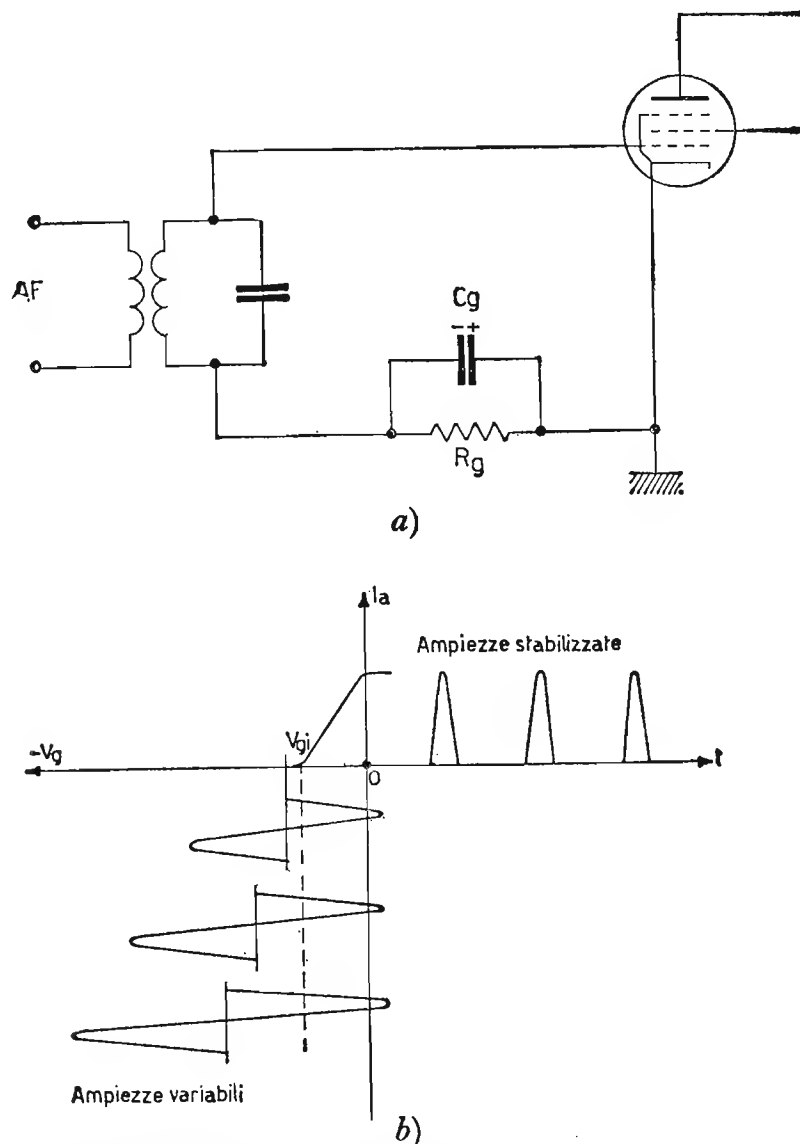 AF
Cg
- +
Rg
a)
Ia
Ampiezze stabilizzate
-Vg
Vgi
0
t
Ampiezze variabili
b)